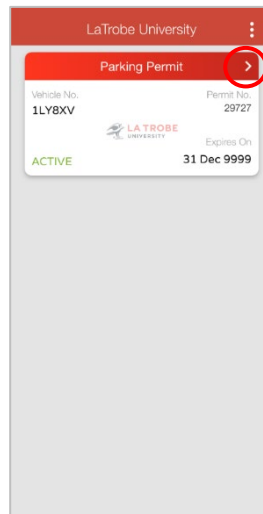 LaTrobe University
Parking Permit
Vehicle No. Permit No.
1LY8XV 29727
LA TROBE
UNIVERSITY
Expires On
ACTIVE 31 Dec 9999